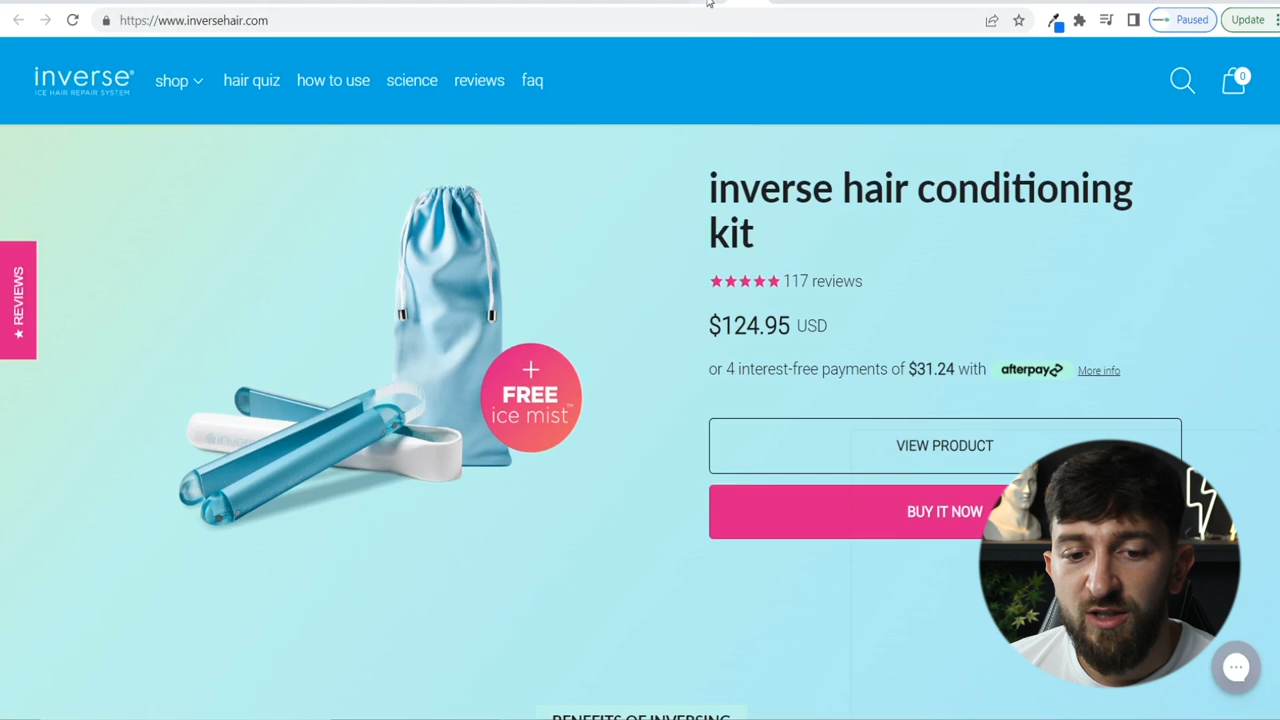 https://www.inversehair.com
Paused
Update
inverse®
ICE HAIR REPAIR SYSTEM
shop
hair quiz
how to use
science
reviews
faq
0
★ REVIEWS
+
FREE
ice mist™
inverse hair conditioning
kit
117 reviews
$124.95 USD
or 4 interest-free payments of $31.24 with afterpay More info
VIEW PRODUCT
BUY IT NOW
BENEFITS OF INVERSING